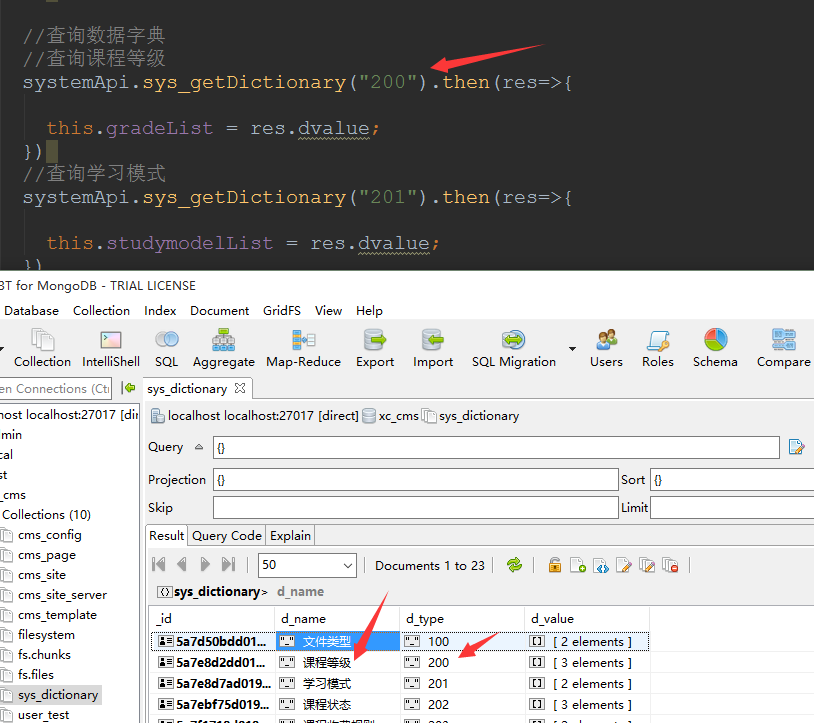 //查询数据字典
//查询课程等级
systemApi.sys_getDictionary("200").then(res=>{
this.gradeList = res.dvalue;
})
//查询学习模式
systemApi.sys_getDictionary("201").then(res=>{
this.studymodelList = res.dvalue;
})
BT for MongoDB - TRIAL LICENSE
Database Collection Index Document GridFS View Help
Collection IntelliShell SQL Aggregate Map-Reduce Export Import SQL Migration Users Roles Schema Compare
en Connections (Ct
sys_dictionary
host localhost:27017 [dir
localhost localhost:27017 [direct] xc_cms sys_dictionary
min
cal
st
_cms
Collections (10)
cms_config
cms_page
cms_site
cms_site_server
cms_template
filesystem
fs.chunks
fs.files
sys_dictionary
user_test
Query {}
Projection {} Sort {}
Skip Limit
Result Query Code Explain
50 Documents 1 to 23
sys_dictionary> d_name
_id d_name d_type d_value
5a7d50bdd01... 文件类型 100 [ 2 elements ]
5a7e8d2dd01... 课程等级 200 [ 3 elements ]
5a7e8d7ad019... 学习模式 201 [ 2 elements ]
5a7ebf75d019... 课程状态 202 [ 3 elements ]